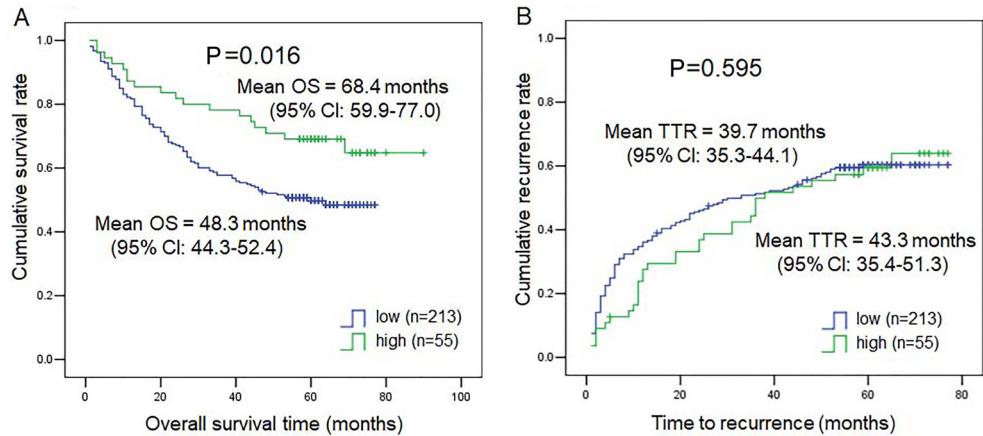 A
P=0.016
Mean OS = 68.4 months
(95% CI: 59.9-77.0)
Mean OS = 48.3 months
(95% CI: 44.3-52.4)
low (n=213)
high (n=55)
Cumulative survival rate
1.0
0.8
0.6
0.4
0.2
0.0
0 20 40 60 80 100
Overall survival time (months)
B
P=0.595
Mean TTR = 39.7 months
(95% CI: 35.3-44.1)
Mean TTR = 43.3 months
(95% CI: 35.4-51.3)
low (n=213)
high (n=55)
Cumulative recurrence rate
1.0
0.8
0.6
0.4
0.2
0.0
0 20 40 60 80
Time to recurrence (months)